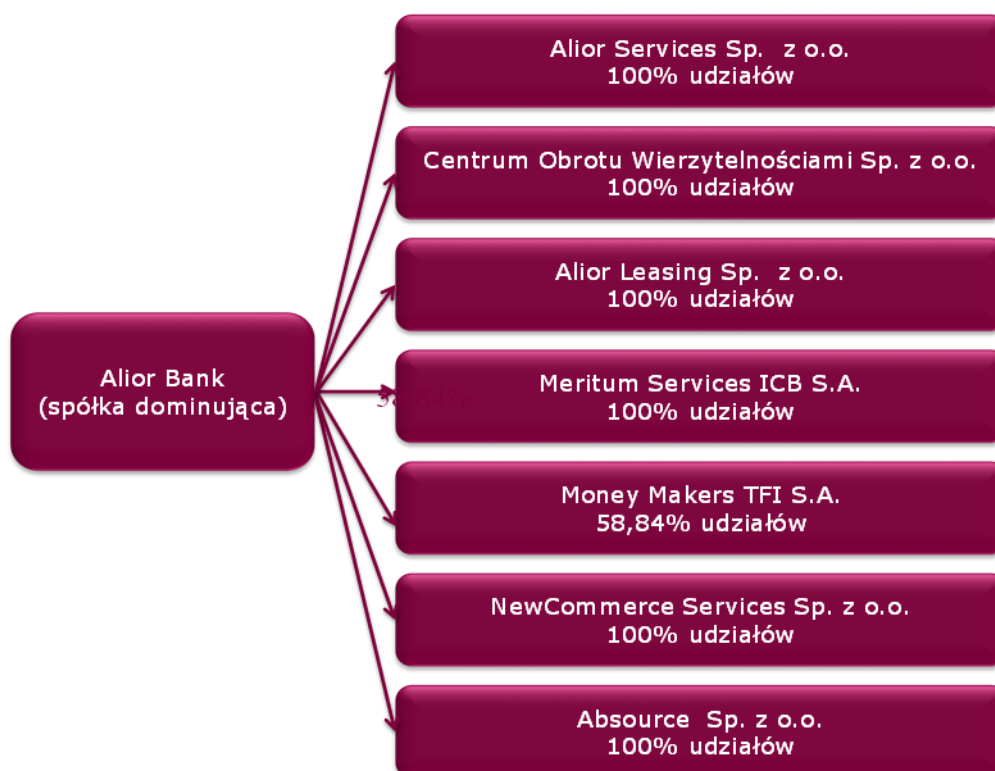 Alior Services Sp. z o.o.
100% udziałów
Centrum Obrotu Wierzytelnościami Sp. z o.o.
100% udziałów
Alior Leasing Sp. z o.o.
100% udziałów
Alior Bank
(spółka dominująca)
58,84%
Meritum Services ICB S.A.
100% udziałów
Money Makers TFI S.A.
58,84% udziałów
NewCommerce Services Sp. z o.o.
100% udziałów
Absource Sp. z o.o.
100% udziałów